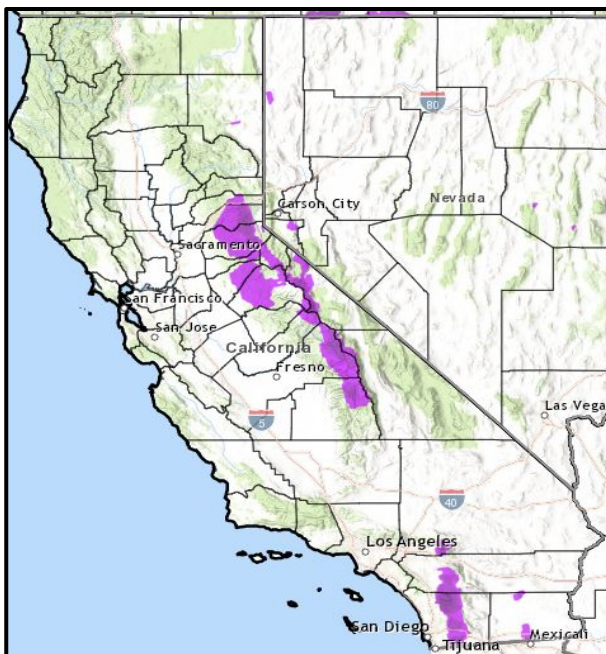 80
Carson City
Nevada
Sacramento
San Francisco
San Jose
California
Fresno
Las Vega
5
40
Los Angeles
San Diego
Mexicali
Tijuana